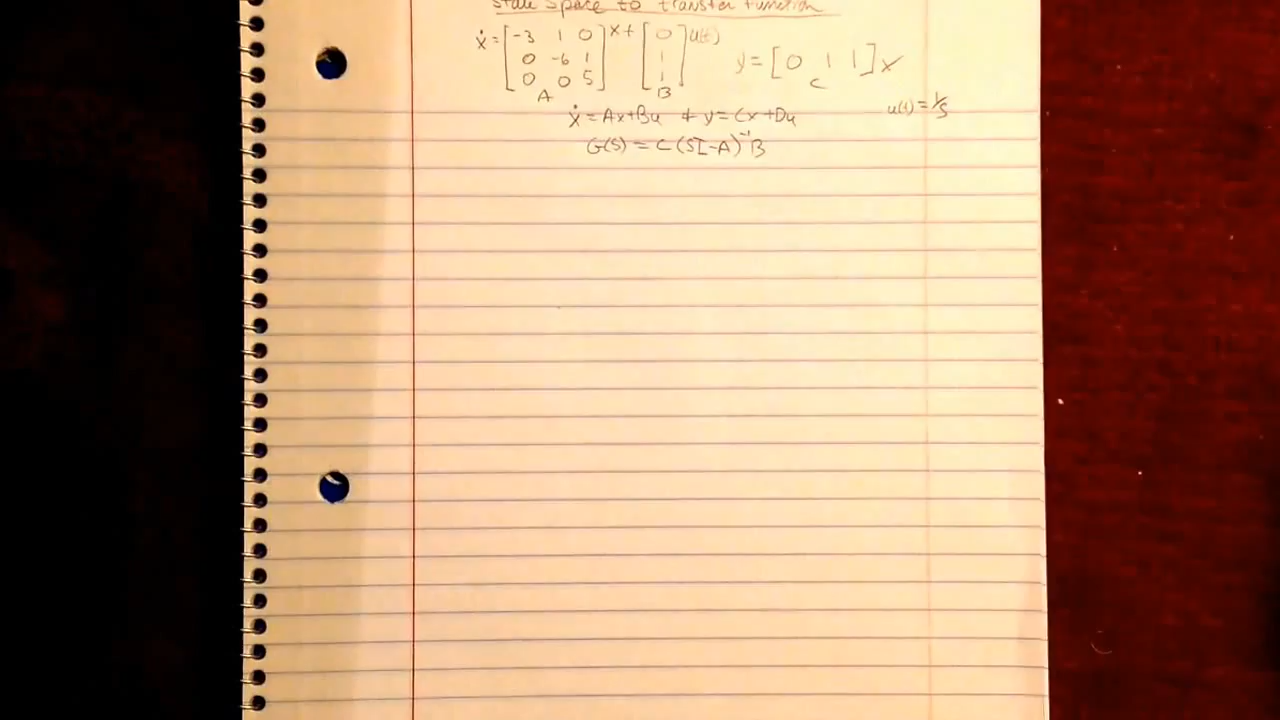 State Space to transfer function
ẋ = [-3 1 0] x + [0] u(t) y = [0 1 1] x
[0 -6 1] [1]
[0 0 5] [1]
A B C
ẋ = Ax+Bu & y = Cx+Du u(t) = 1/s
G(s) = C(SI-A)⁻¹B